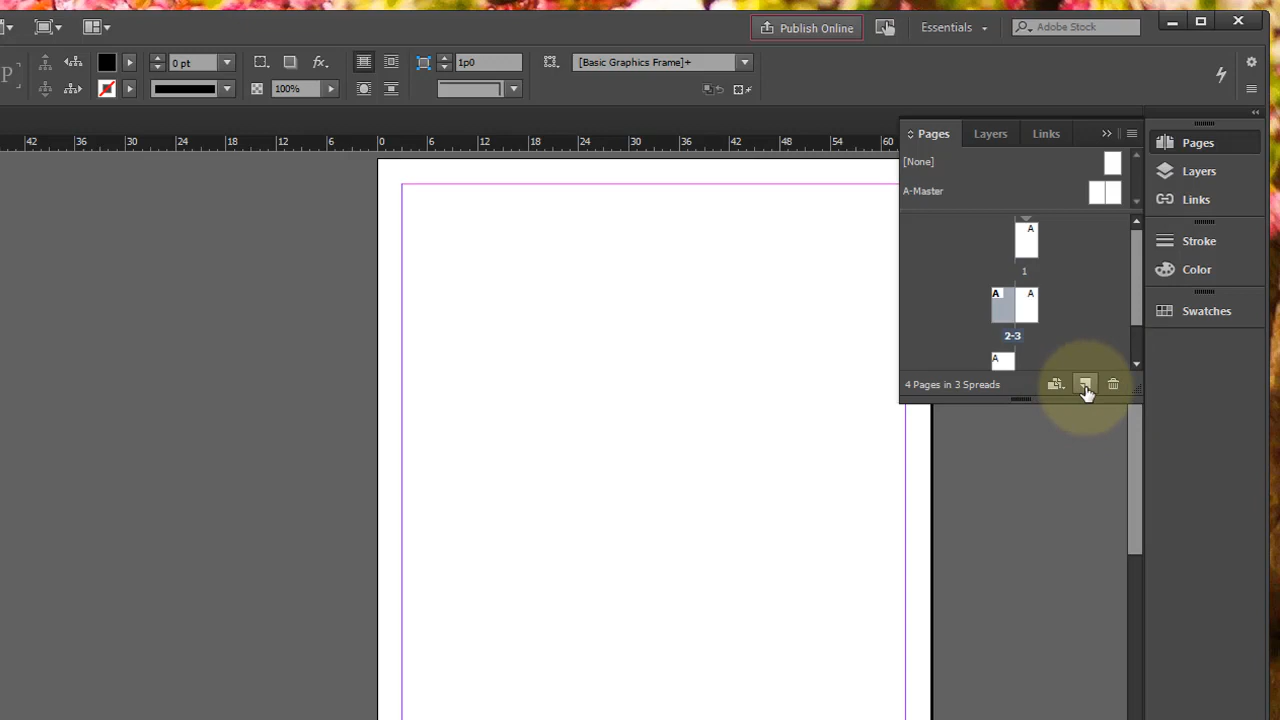 Publish Online
Essentials
Adobe Stock
P
0 pt
1p0
[Basic Graphics Frame]+
fx.
100%
42 36 30 24 18 12 6 0 6 12 18 24 30 36 42 48 54 60
Pages Layers Links
[None]
A-Master
A
1
A A
2-3
A
4 Pages in 3 Spreads
Pages
Layers
Links
Stroke
Color
Swatches